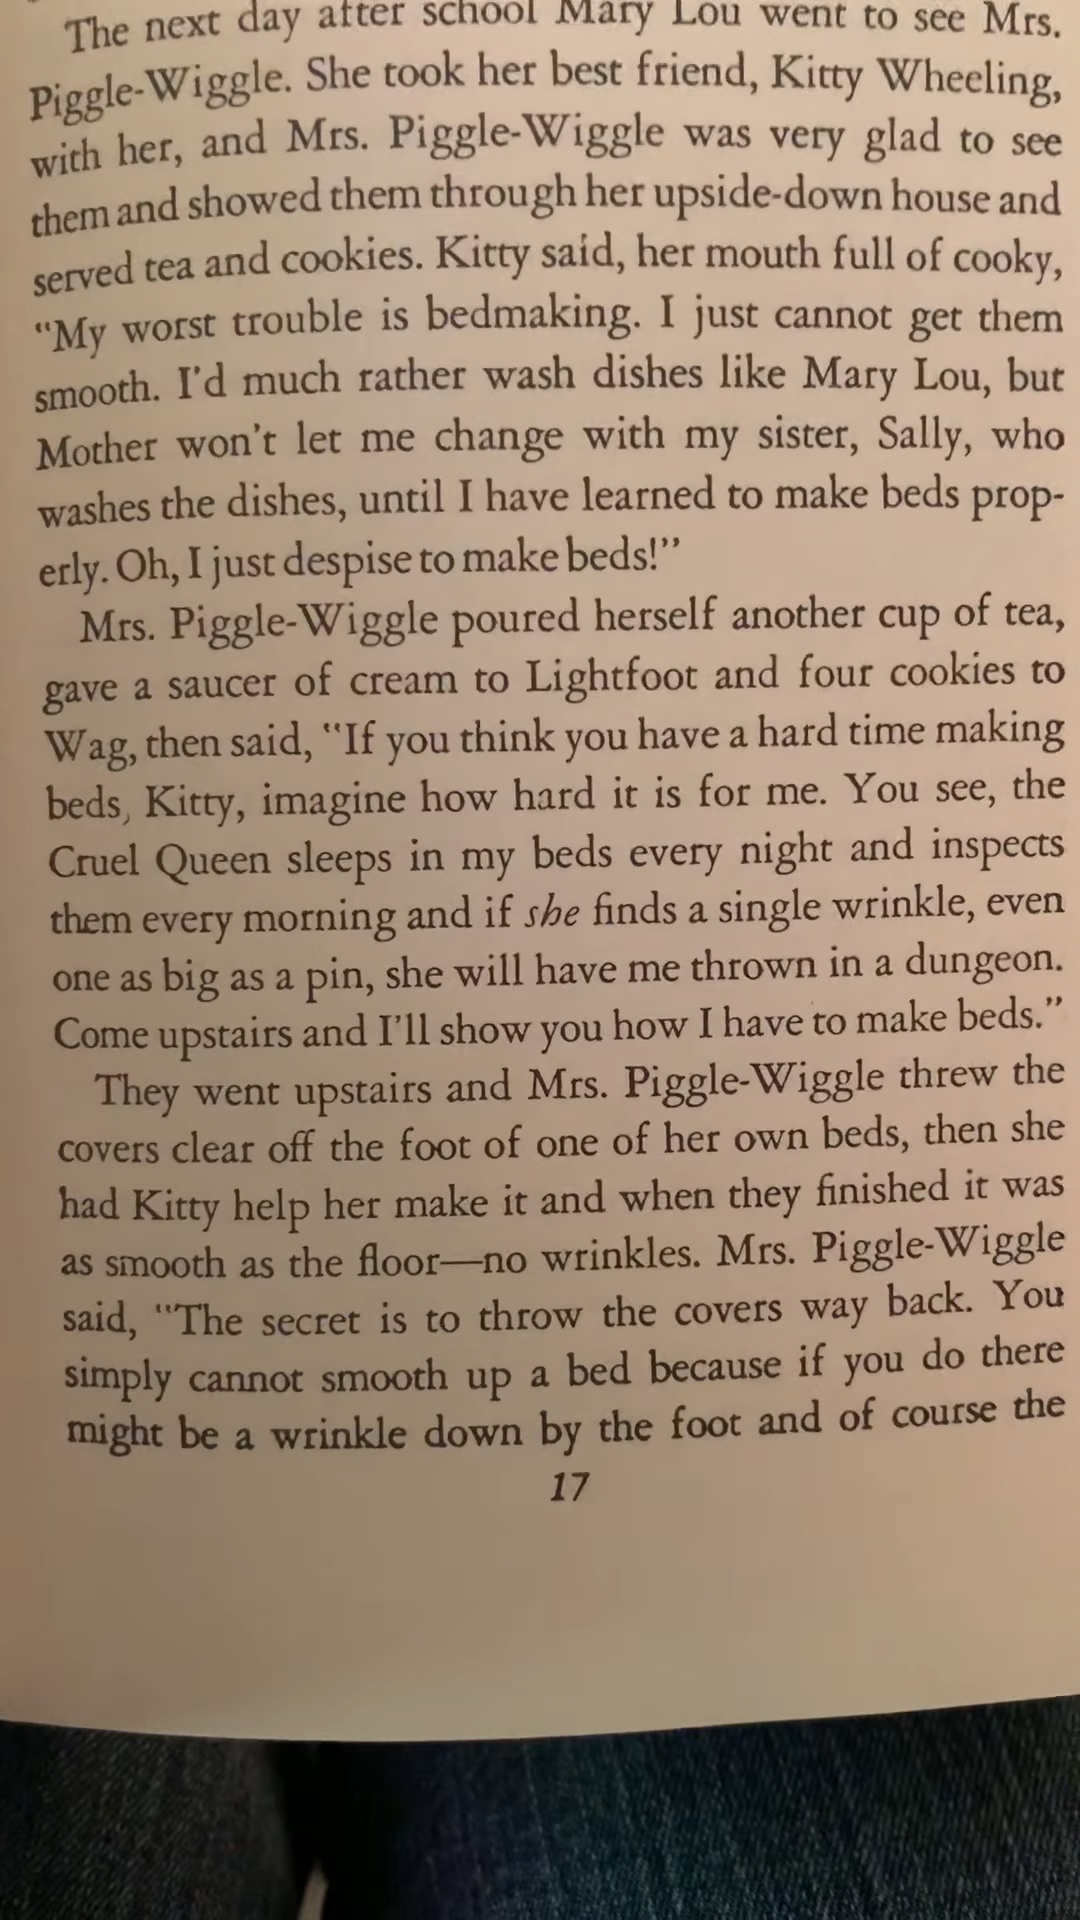 The next day after school Mary Lou went to see Mrs.
Piggle-Wiggle. She took her best friend, Kitty Wheeling,
with her, and Mrs. Piggle-Wiggle was very glad to see
them and showed them through her upside-down house and
served tea and cookies. Kitty said, her mouth full of cooky,
"My worst trouble is bedmaking. I just cannot get them
smooth. I'd much rather wash dishes like Mary Lou, but
Mother won't let me change with my sister, Sally, who
washes the dishes, until I have learned to make beds prop-
erly. Oh, I just despise to make beds!"
Mrs. Piggle-Wiggle poured herself another cup of tea,
gave a saucer of cream to Lightfoot and four cookies to
Wag, then said, "If you think you have a hard time making
beds, Kitty, imagine how hard it is for me. You see, the
Cruel Queen sleeps in my beds every night and inspects
them every morning and if she finds a single wrinkle, even
one as big as a pin, she will have me thrown in a dungeon.
Come upstairs and I'll show you how I have to make beds."
They went upstairs and Mrs. Piggle-Wiggle threw the
covers clear off the foot of one of her own beds, then she
had Kitty help her make it and when they finished it was
as smooth as the floor—no wrinkles. Mrs. Piggle-Wiggle
said, "The secret is to throw the covers way back. You
simply cannot smooth up a bed because if you do there
might be a wrinkle down by the foot and of course the
17